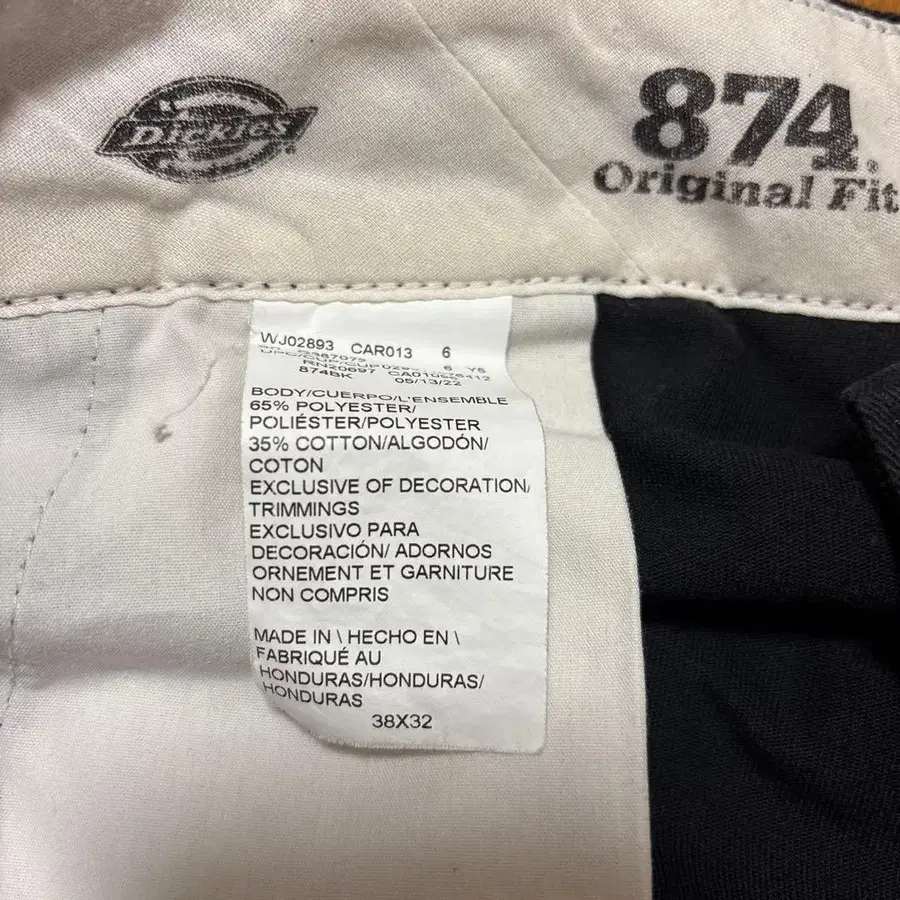 Dickies
874
Original Fit
WJ02893 CAR013 6
RN20697
874BK 05/13/22
BODY/CUERPO/L'ENSEMBLE
65% POLYESTER/
POLIÉSTER/POLYESTER
35% COTTON/ALGODÓN/
COTON
EXCLUSIVE OF DECORATION/
TRIMMINGS
EXCLUSIVO PARA
DECORACIÓN/ ADORNOS
ORNEMENT ET GARNITURE
NON COMPRIS
MADE IN \ HECHO EN \
FABRIQUÉ AU
HONDURAS/HONDURAS/
HONDURAS
38X32